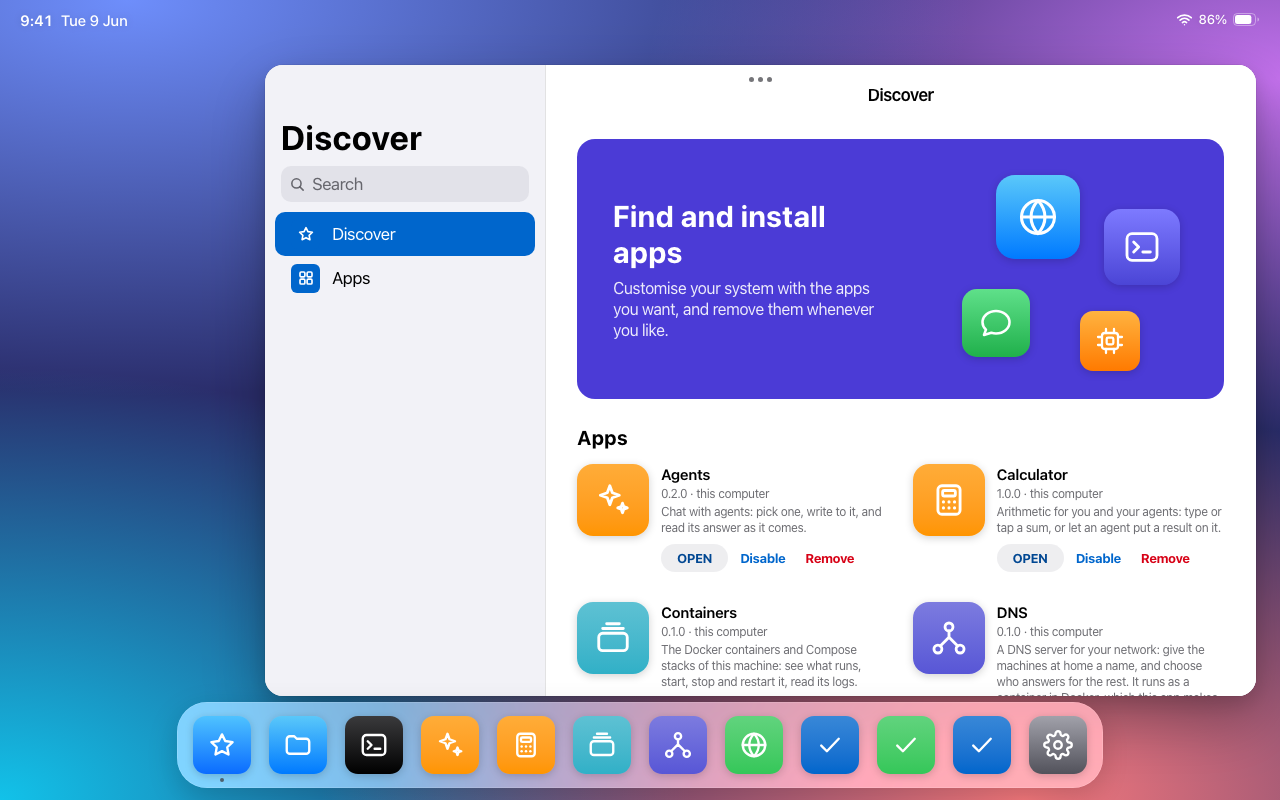 9:41 Tue 9 Jun
86%
Discover
Discover
Search
Discover
Apps
Find and install
apps
Customise your system with the apps
you want, and remove them whenever
you like.
Apps
Agents
0.2.0 · this computer
Chat with agents: pick one, write to it, and
read its answer as it comes.
OPEN Disable Remove
Calculator
1.0.0 · this computer
Arithmetic for you and your agents: type or
tap a sum, or let an agent put a result on it.
OPEN Disable Remove
Containers
0.1.0 · this computer
The Docker containers and Compose
stacks of this machine: see what runs,
start, stop and restart it, read its logs.
DNS
0.1.0 · this computer
A DNS server for your network: give the
machines at home a name, and choose
who answers for the rest. It runs as a
container in Docker, which this app makes